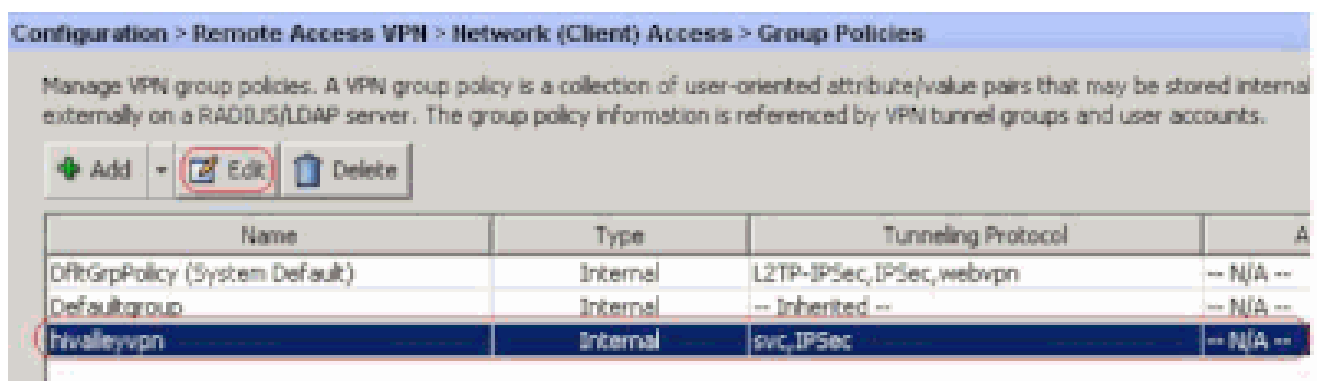 Configuration > Remote Access VPN > Network (Client) Access > Group Policies
Manage VPN group policies. A VPN group policy is a collection of user-oriented attribute/value pairs that may be stored internal
externally on a RADIUS/LDAP server. The group policy information is referenced by VPN tunnel groups and user accounts.
Add Edit Delete
Name Type Tunneling Protocol A
DfltGrpPolicy (System Default) Internal L2TP-IPSec,IPSec,webvpn -- N/A --
Defaultgroup Internal -- Inherited -- -- N/A --
hivalleyvpn Internal svc,IPSec -- N/A --